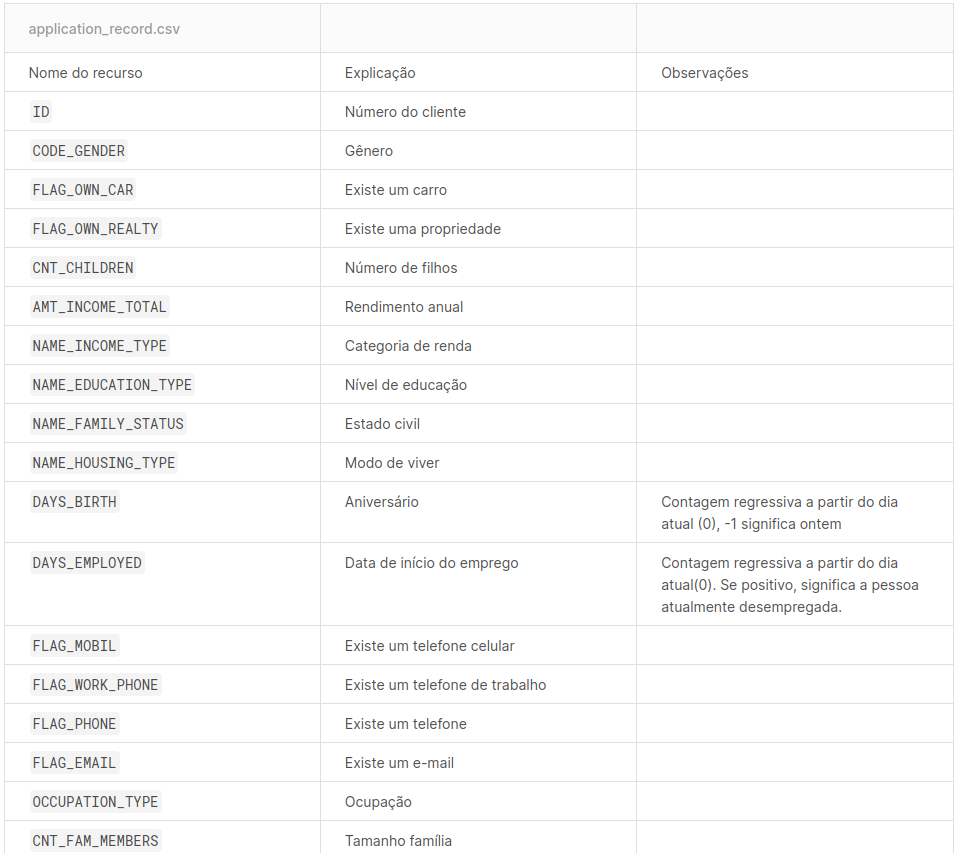 application_record.csv
Nome do recurso Explicação Observações
ID Número do cliente
CODE_GENDER Gênero
FLAG_OWN_CAR Existe um carro
FLAG_OWN_REALTY Existe uma propriedade
CNT_CHILDREN Número de filhos
AMT_INCOME_TOTAL Rendimento anual
NAME_INCOME_TYPE Categoria de renda
NAME_EDUCATION_TYPE Nível de educação
NAME_FAMILY_STATUS Estado civil
NAME_HOUSING_TYPE Modo de viver
DAYS_BIRTH Aniversário Contagem regressiva a partir do dia
atual (0), -1 significa ontem
DAYS_EMPLOYED Data de início do emprego Contagem regressiva a partir do dia
atual(0). Se positivo, significa a pessoa
atualmente desempregada.
FLAG_MOBIL Existe um telefone celular
FLAG_WORK_PHONE Existe um telefone de trabalho
FLAG_PHONE Existe um telefone
FLAG_EMAIL Existe um e-mail
OCCUPATION_TYPE Ocupação
CNT_FAM_MEMBERS Tamanho família